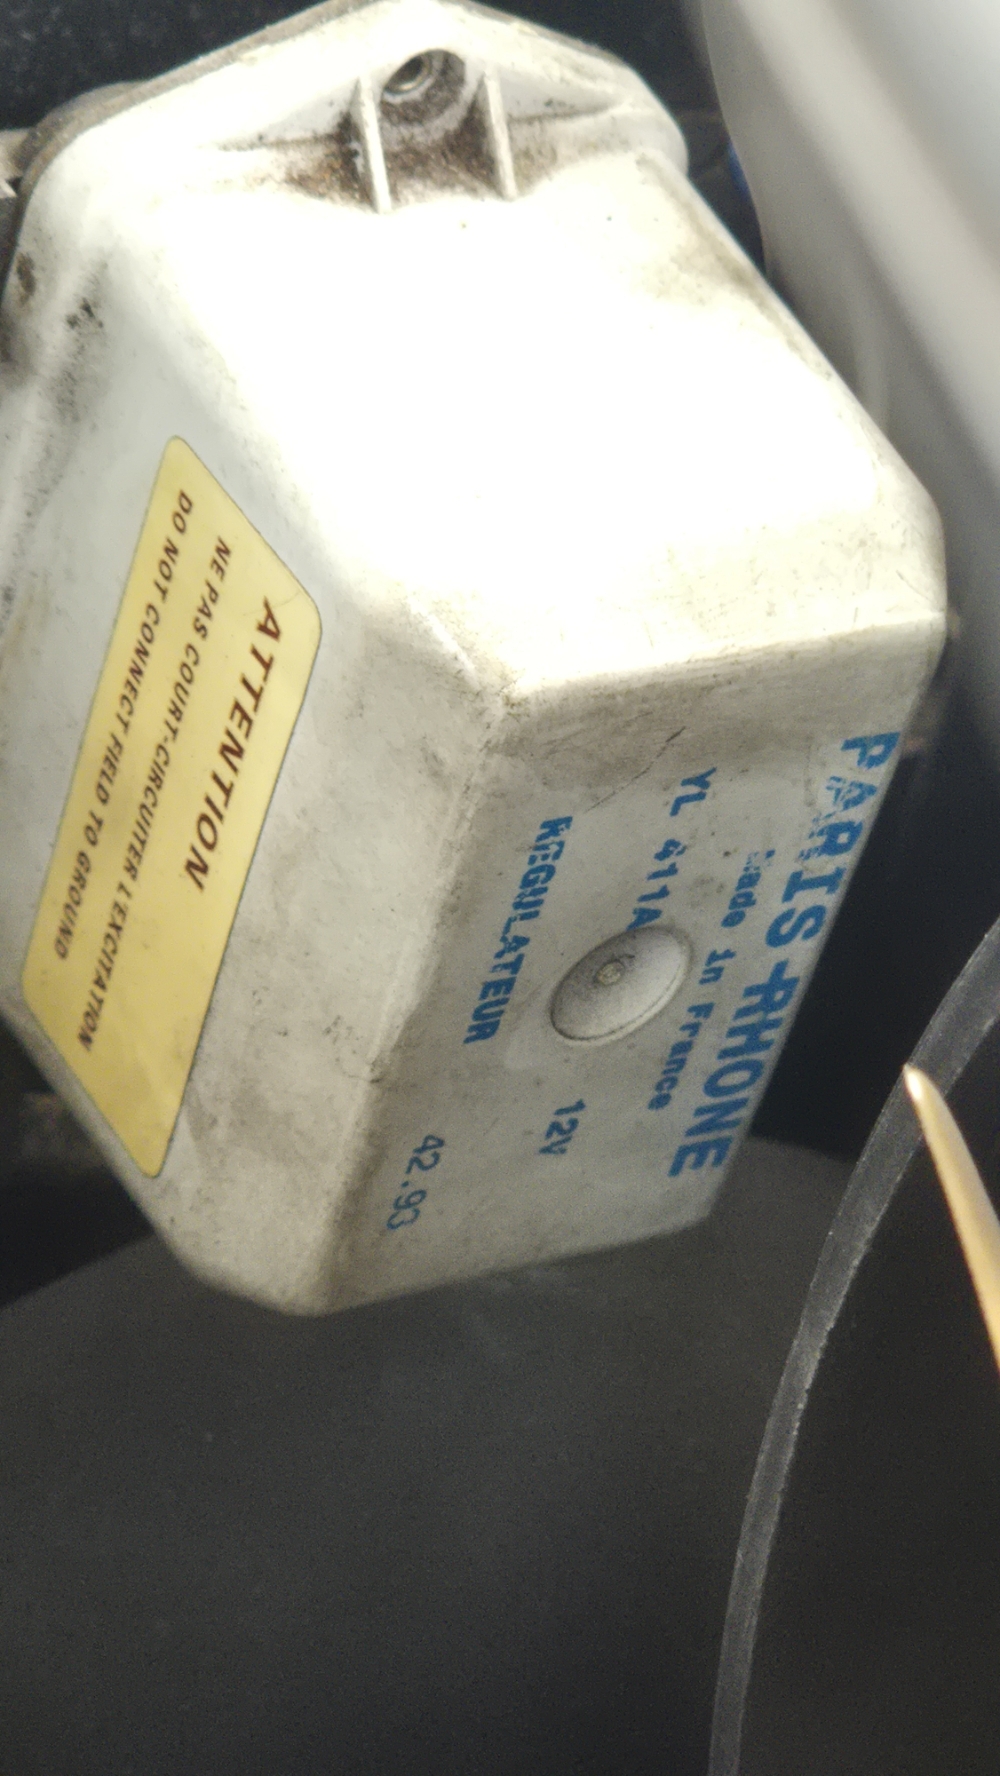 PARIS-RHONE
Made in France
YL 411A
REGULATEUR 12V
42.93
ATTENTION
NE PAS COURT-CIRCUITER L'EXCITATION
DO NOT CONNECT FIELD TO GROUND